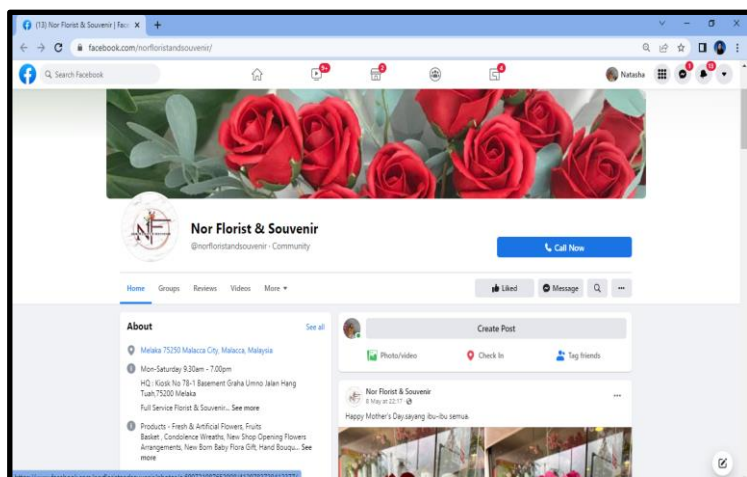 (13) Nor Florist & Souvenir | Face
facebook.com/norfloristandsouvenir/
Search Facebook
9+
2
4
Natasha
1
13
NF
Nor Florist & Souvenir
@norfloristandsouvenir · Community
Call Now
Home Groups Reviews Videos More
Liked Message
About See all
Melaka 75250 Malacca City, Malacca, Malaysia
Mon-Saturday 9.30am - 7.00pm
HQ : Kiosk No 78-1 Basement Graha Umno Jalan Hang
Tuah,75200 Melaka
Full Service Florist & Souvenir... See more
Products - Fresh & Artificial Flowers, Fruits
Basket , Condolence Wreaths, New Shop Opening Flowers
Arrangements, New Born Baby Flora Gift, Hand Bouqu... See
more
Create Post
Photo/video Check In Tag friends
Nor Florist & Souvenir
8 May at 22:17
Happy Mother's Day.sayang ibu-ibu semua